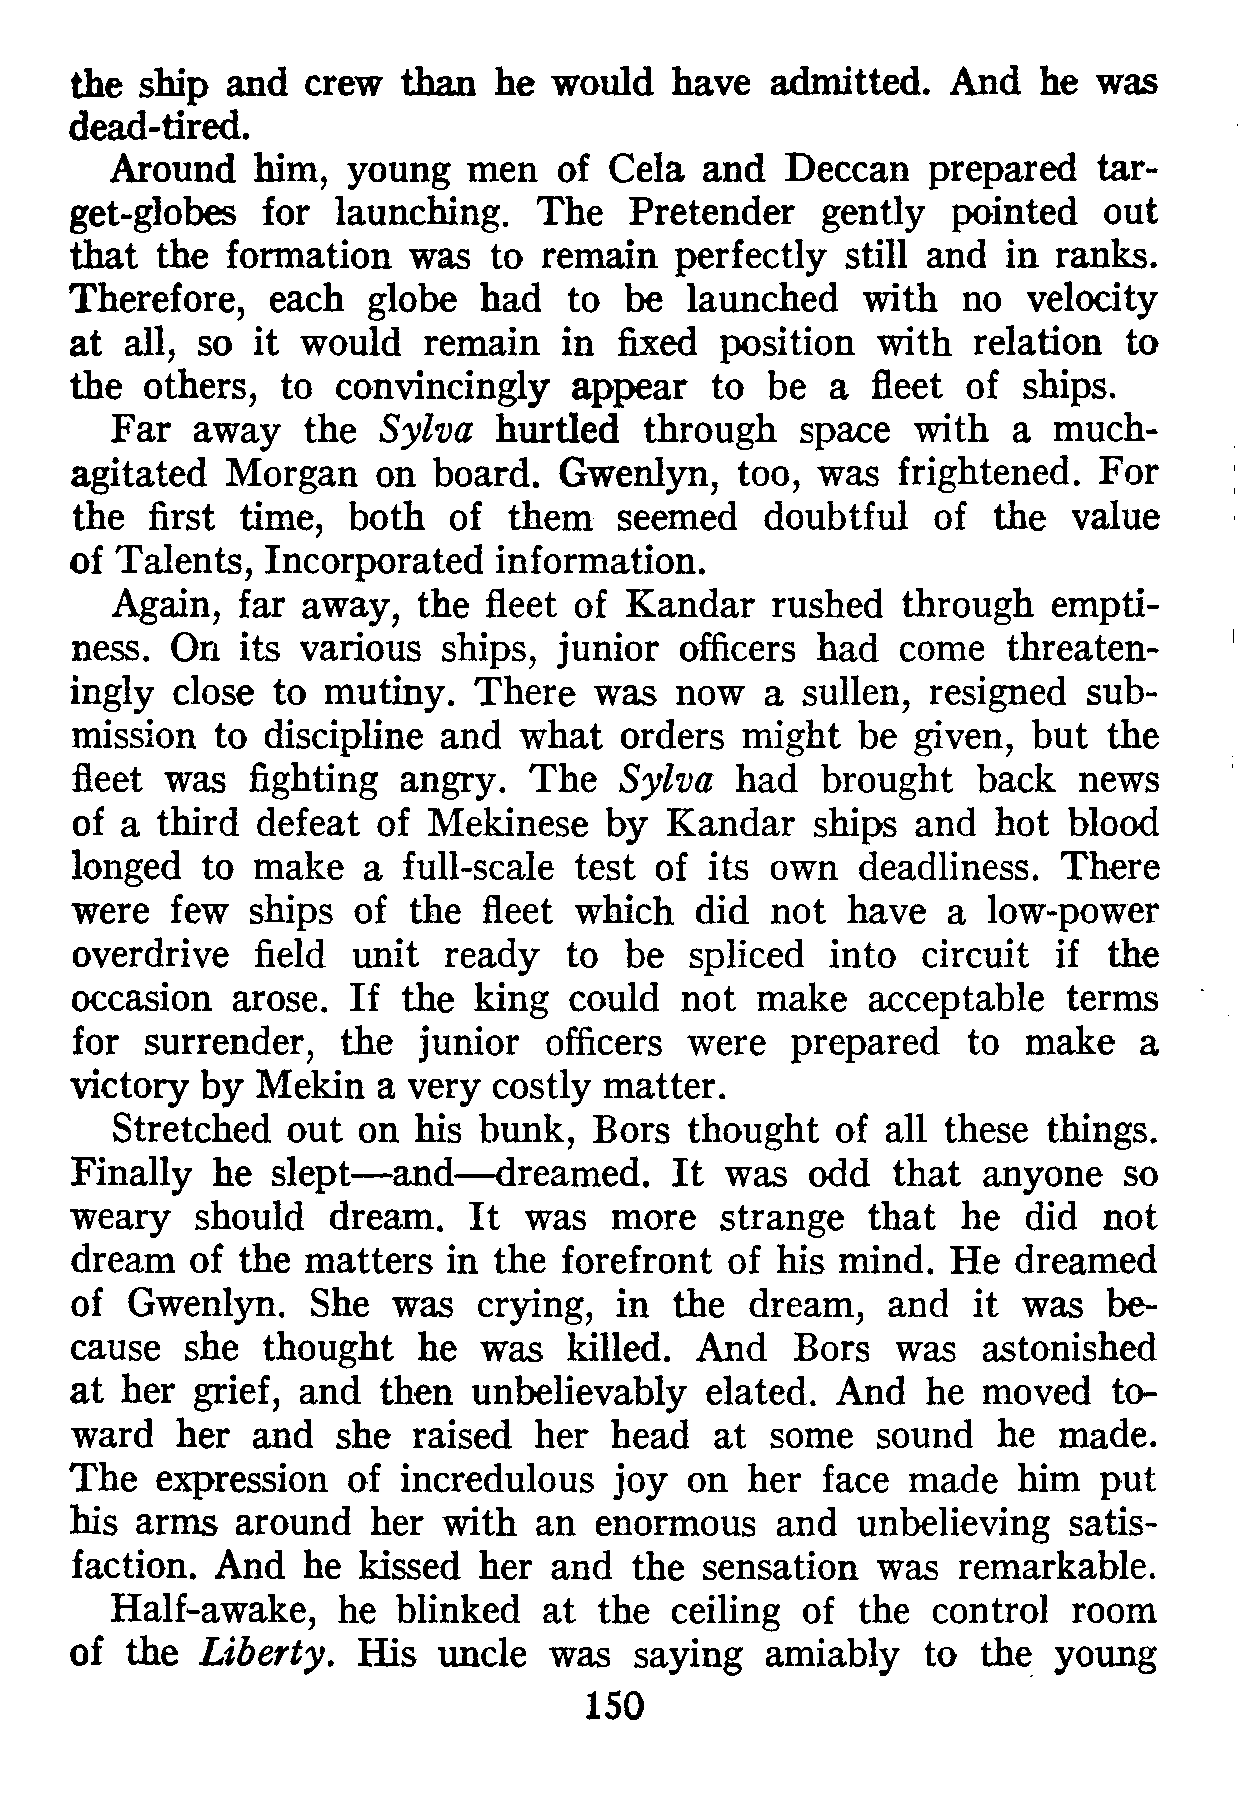 the ship and crew than he would have admitted. And he was
dead-tired.
Around him, young men of Cela and Deccan prepared tar-
get-globes for launching. The Pretender gently pointed out
that the formation was to remain perfectly still and in ranks.
Therefore, each globe had to be launched with no velocity
at all, so it would remain in fixed position with relation to
the others, to convincingly appear to be a fleet of ships.
Far away the Sylva hurtled through space with a much-
agitated Morgan on board. Gwenlyn, too, was frightened. For
the first time, both of them seemed doubtful of the value
of Talents, Incorporated information.
Again, far away, the fleet of Kandar rushed through empti-
ness. On its various ships, junior officers had come threaten-
ingly close to mutiny. There was now a sullen, resigned sub-
mission to discipline and what orders might be given, but the
fleet was fighting angry. The Sylva had brought back news
of a third defeat of Mekinese by Kandar ships and hot blood
longed to make a full-scale test of its own deadliness. There
were few ships of the fleet which did not have a low-power
overdrive field unit ready to be spliced into circuit if the
occasion arose. If the king could not make acceptable terms
for surrender, the junior officers were prepared to make a
victory by Mekin a very costly matter.
Stretched out on his bunk, Bors thought of all these things.
Finally he slept—and—dreamed. It was odd that anyone so
weary should dream. It was more strange that he did not
dream of the matters in the forefront of his mind. He dreamed
of Gwenlyn. She was crying, in the dream, and it was be-
cause she thought he was killed. And Bors was astonished
at her grief, and then unbelievably elated. And he moved to-
ward her and she raised her head at some sound he made.
The expression of incredulous joy on her face made him put
his arms around her with an enormous and unbelieving satis-
faction. And he kissed her and the sensation was remarkable.
Half-awake, he blinked at the ceiling of the control room
of the Liberty. His uncle was saying amiably to the young
150